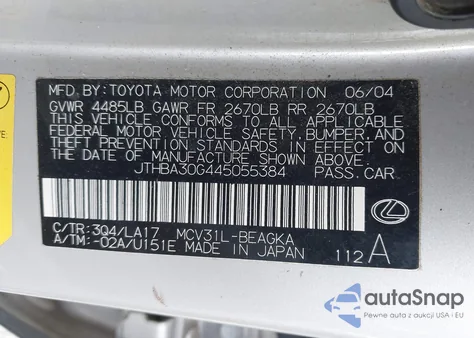 MFD. BY: TOYOTA MOTOR CORPORATION 06/04
GVWR 4485LB GAWR FR 2670LB RR 2670LB
THIS VEHICLE CONFORMS TO ALL APPLICABLE
FEDERAL MOTOR VEHICLE SAFETY, BUMPER, AND
THEFT PREVENTION STANDARDS IN EFFECT ON
THE DATE OF MANUFACTURE SHOWN ABOVE.
JTHBA30G445055384 PASS. CAR
C/TR: 3Q4/LA17 MCV31L-BEAGKA
A/TM: -02A/U151E MADE IN JAPAN 112 A
autoSnap
Pewne auta z aukcji USA i EU